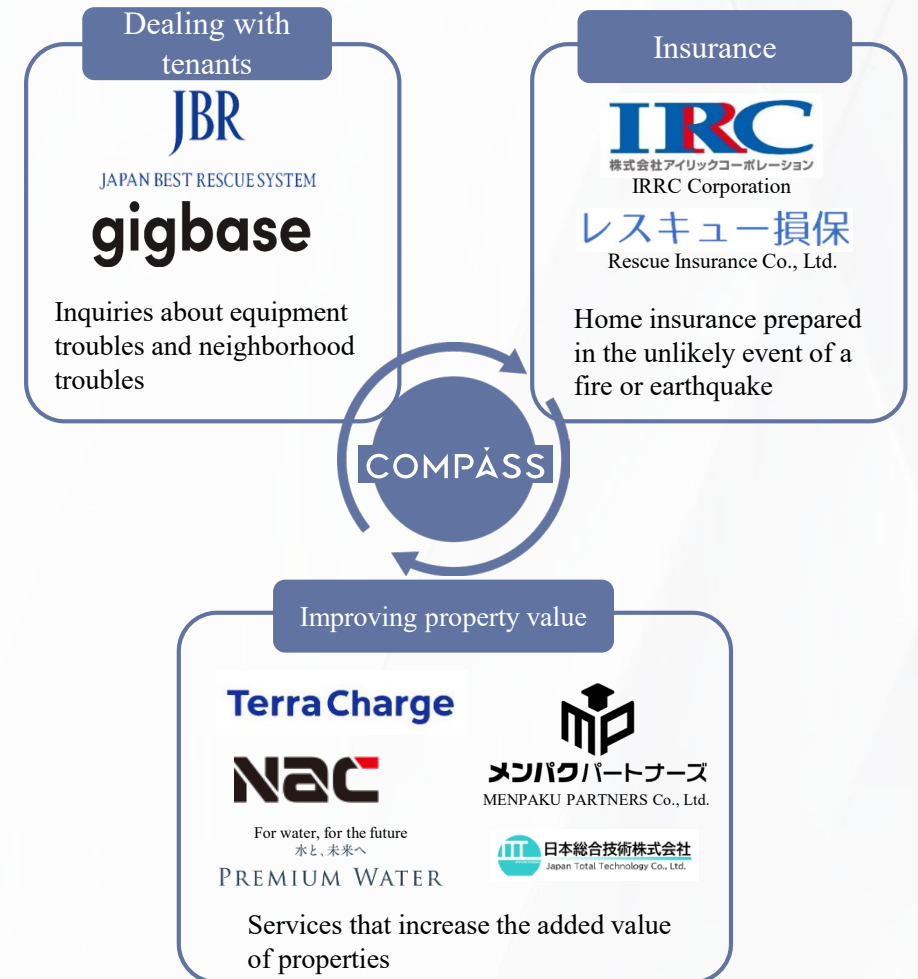 Dealing with
tenants
JBR
JAPAN BEST RESCUE SYSTEM
gigbase
Inquiries about equipment
troubles and neighborhood
troubles
Insurance
IRC
株式会社アイリックコーポレーション
IRRC Corporation
レスキュー損保
Rescue Insurance Co., Ltd.
Home insurance prepared
in the unlikely event of a
fire or earthquake
COMPASS
Improving property value
Terra Charge
Nac
For water, for the future
水と、未来へ
PREMIUM WATER
mp
メンパクパートナーズ
MENPAKU PARTNERS Co., Ltd.
日本総合技術株式会社
Japan Total Technology Co., Ltd.
Services that increase the added value
of properties